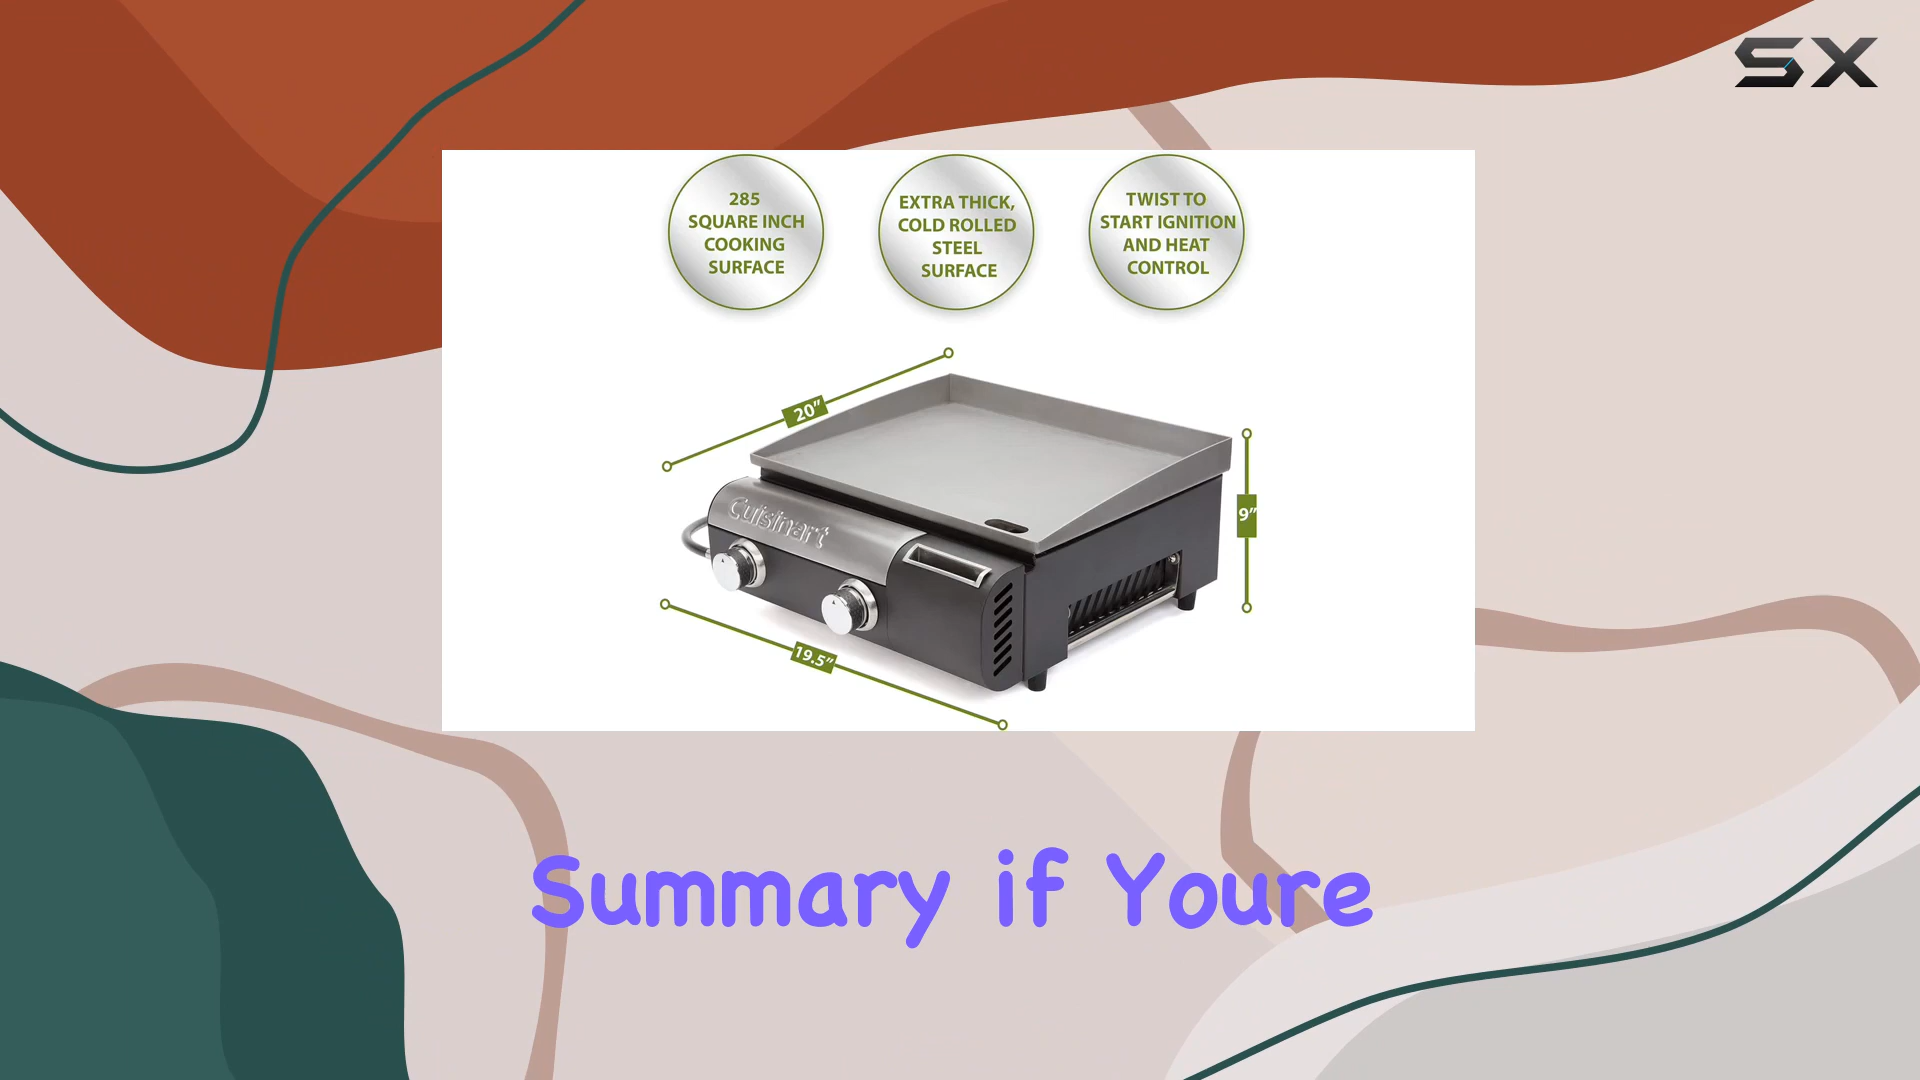 SX
285
SQUARE INCH
COOKING
SURFACE
EXTRA THICK,
COLD ROLLED
STEEL
SURFACE
TWIST TO
START IGNITION
AND HEAT
CONTROL
20”
9”
Cuisinart
19.5”
Summary if Youre